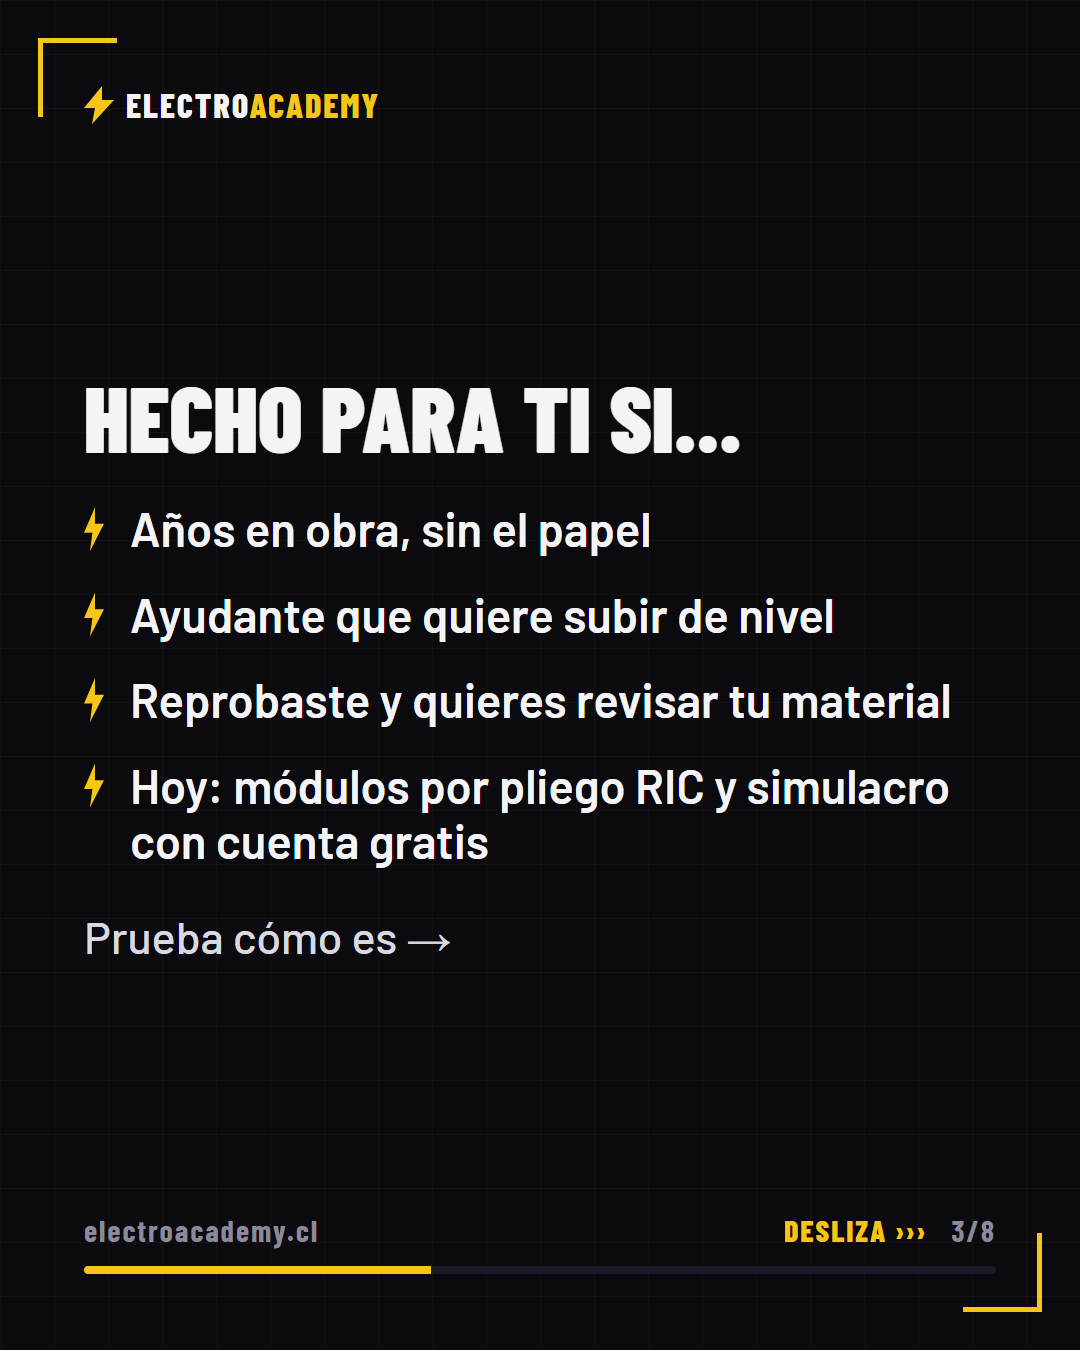 ELECTROACADEMY
HECHO PARA TI SI...
Años en obra, sin el papel
Ayudante que quiere subir de nivel
Reprobaste y quieres revisar tu material
Hoy: módulos por pliego RIC y simulacro
con cuenta gratis
Prueba cómo es →
electroacademy.cl
DESLIZA ››› 3/8